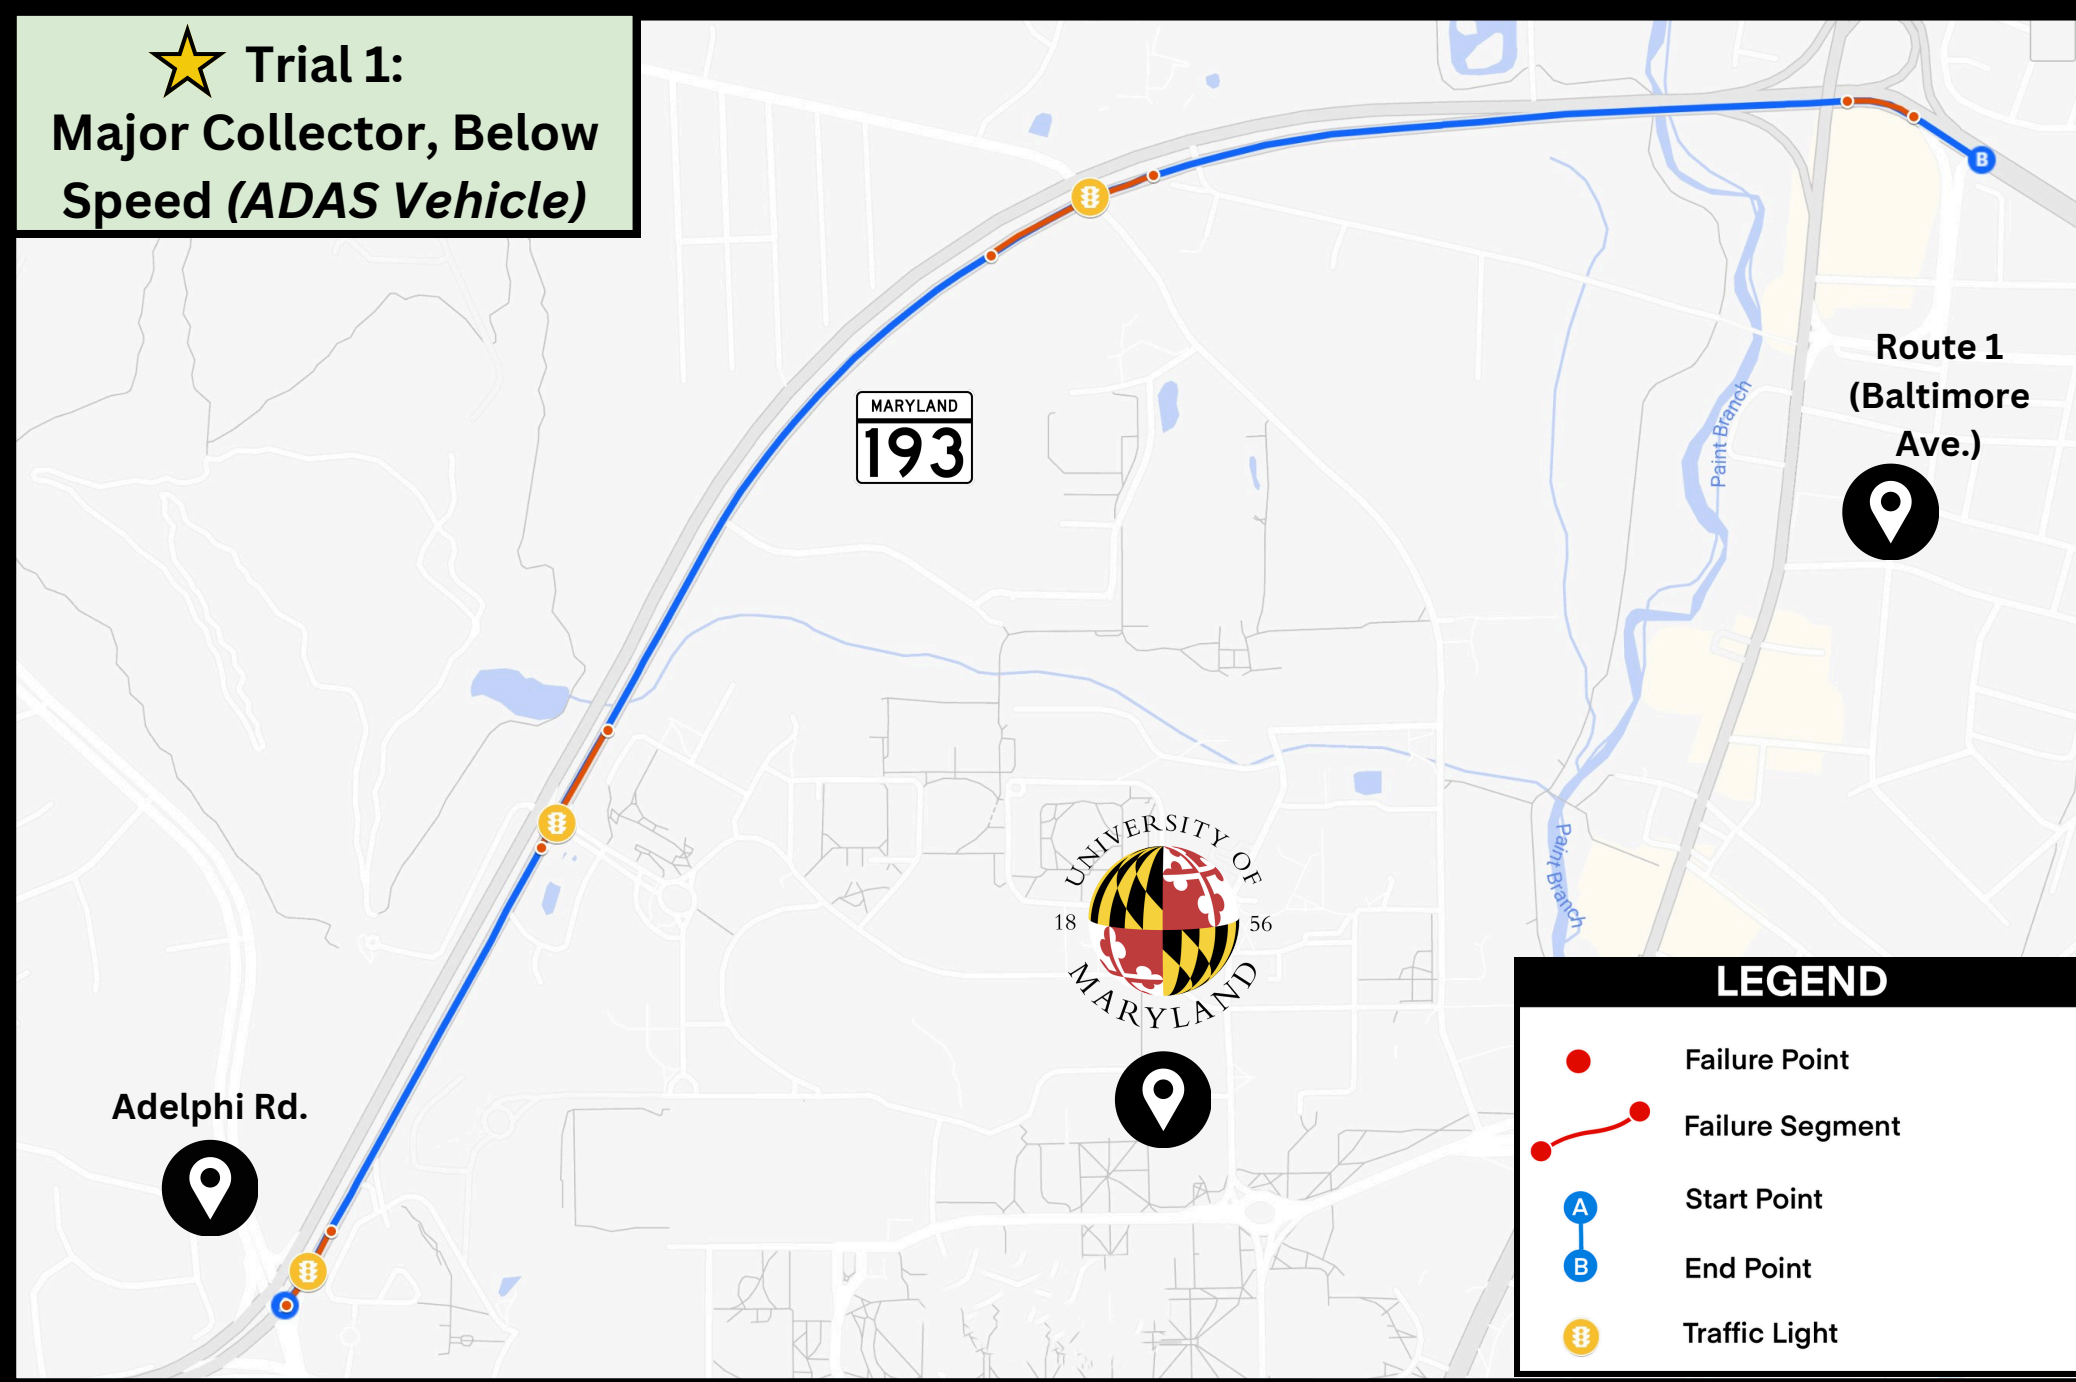 Trial 1:
Major Collector, Below
Speed (ADAS Vehicle)
B
MARYLAND
193
Route 1
(Baltimore
Ave.)
Paint Branch
Paint Branch
UNIVERSITY OF
18 56
MARYLAND
Adelphi Rd.
LEGEND
Failure Point
Failure Segment
A Start Point
B End Point
Traffic Light